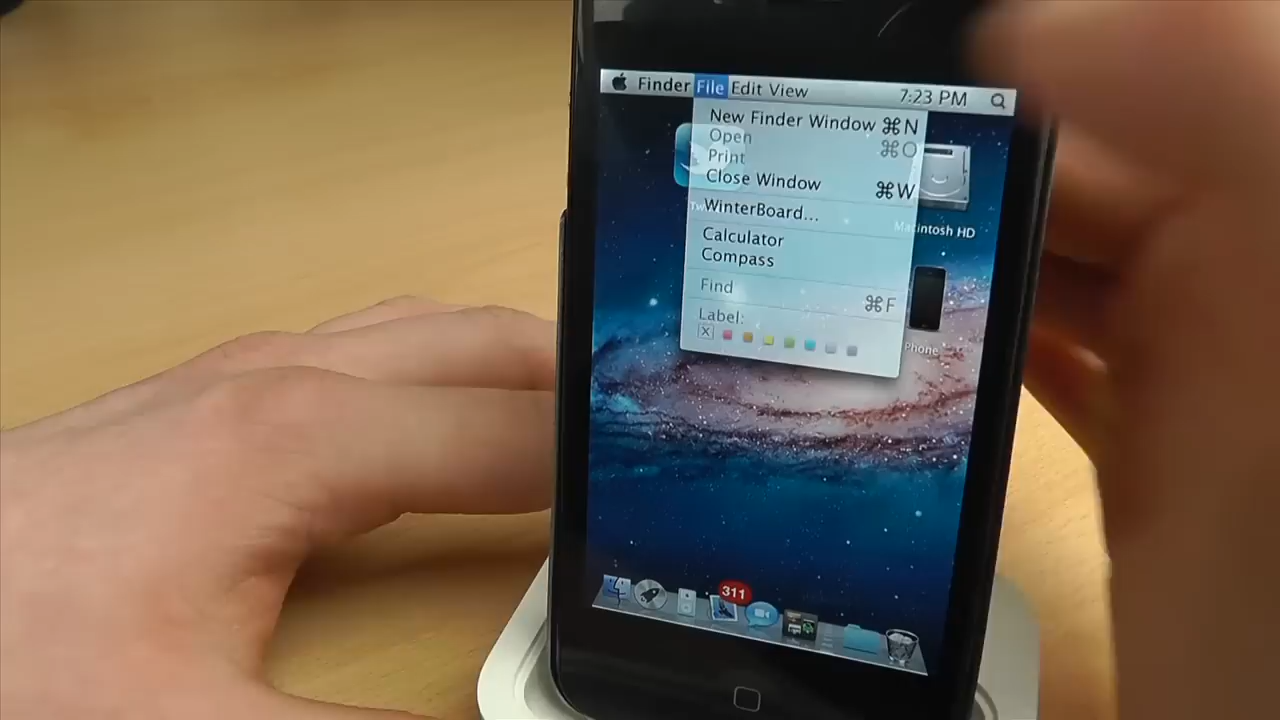 Finder File Edit View 7:23 PM
New Finder Window ⌘N
Open ⌘O
Print
Close Window ⌘W
WinterBoard...
Calculator
Compass
Find ⌘F
Label:
X
Macintosh HD
Phone
311